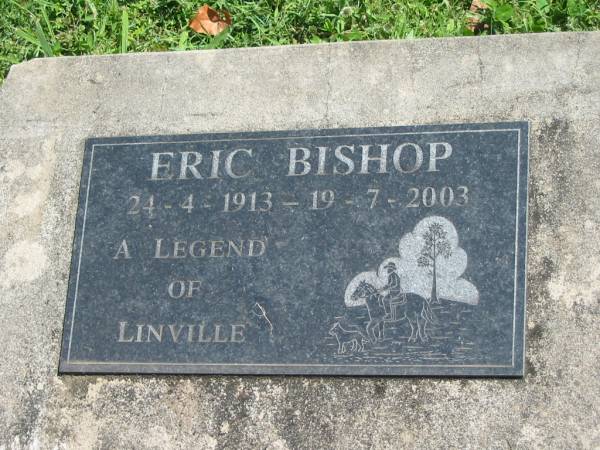 ERIC BISHOP
24-4-1913 – 19-7-2003
A LEGEND
OF
LINVILLE